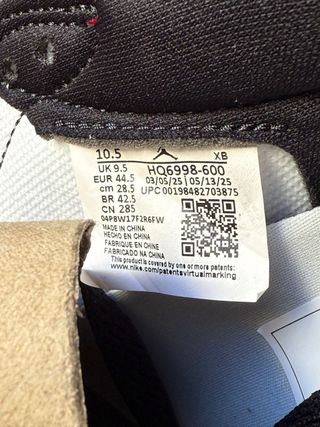 10.5 XB
UK 9.5 HQ6998-600
EUR 44.5 03/05/25 05/13/25
cm 28.5 UPC 00198482703875
BR 42.5
CN 285
04P8W17F2R6FW
MADE IN CHINA
HECHO EN CHINA
FABRIQUE EN CHINE
FABRICADO NA CHINA
This product is covered by one or more patents:
www.nike.com/patentsvirtualmarking